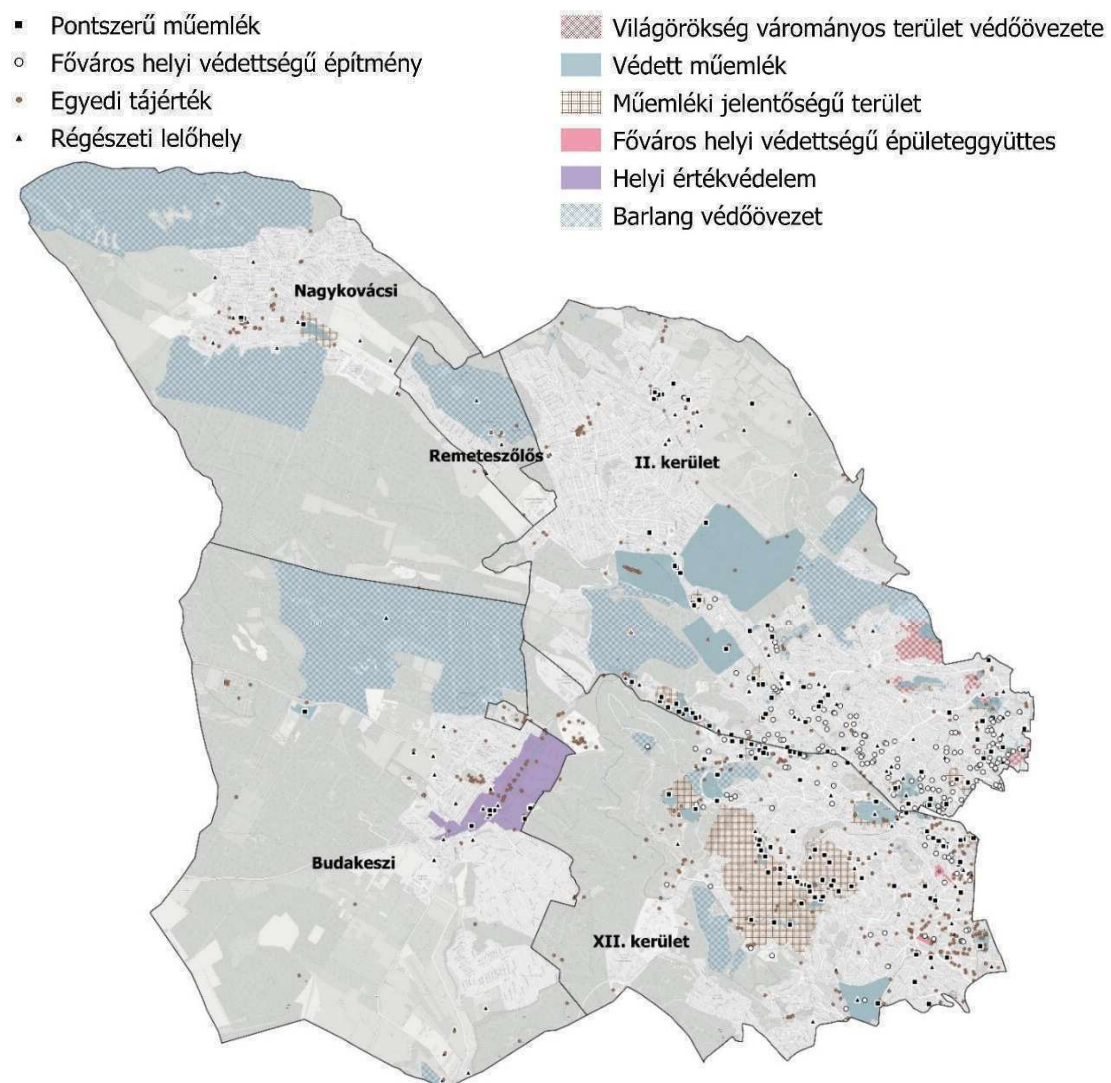 Pontszerű műemlék
Főváros helyi védettségű építmény
Egyedi tájérték
Régészeti lelőhely
Világörökség várományos terület védőövezete
Védett műemlék
Műemléki jelentőségű terület
Főváros helyi védettségű épületeggyüttes
Helyi értékvédelem
Barlang védőövezet
Nagykovácsi
Remeteszőlős
II. kerület
Budakeszi
XII. kerület